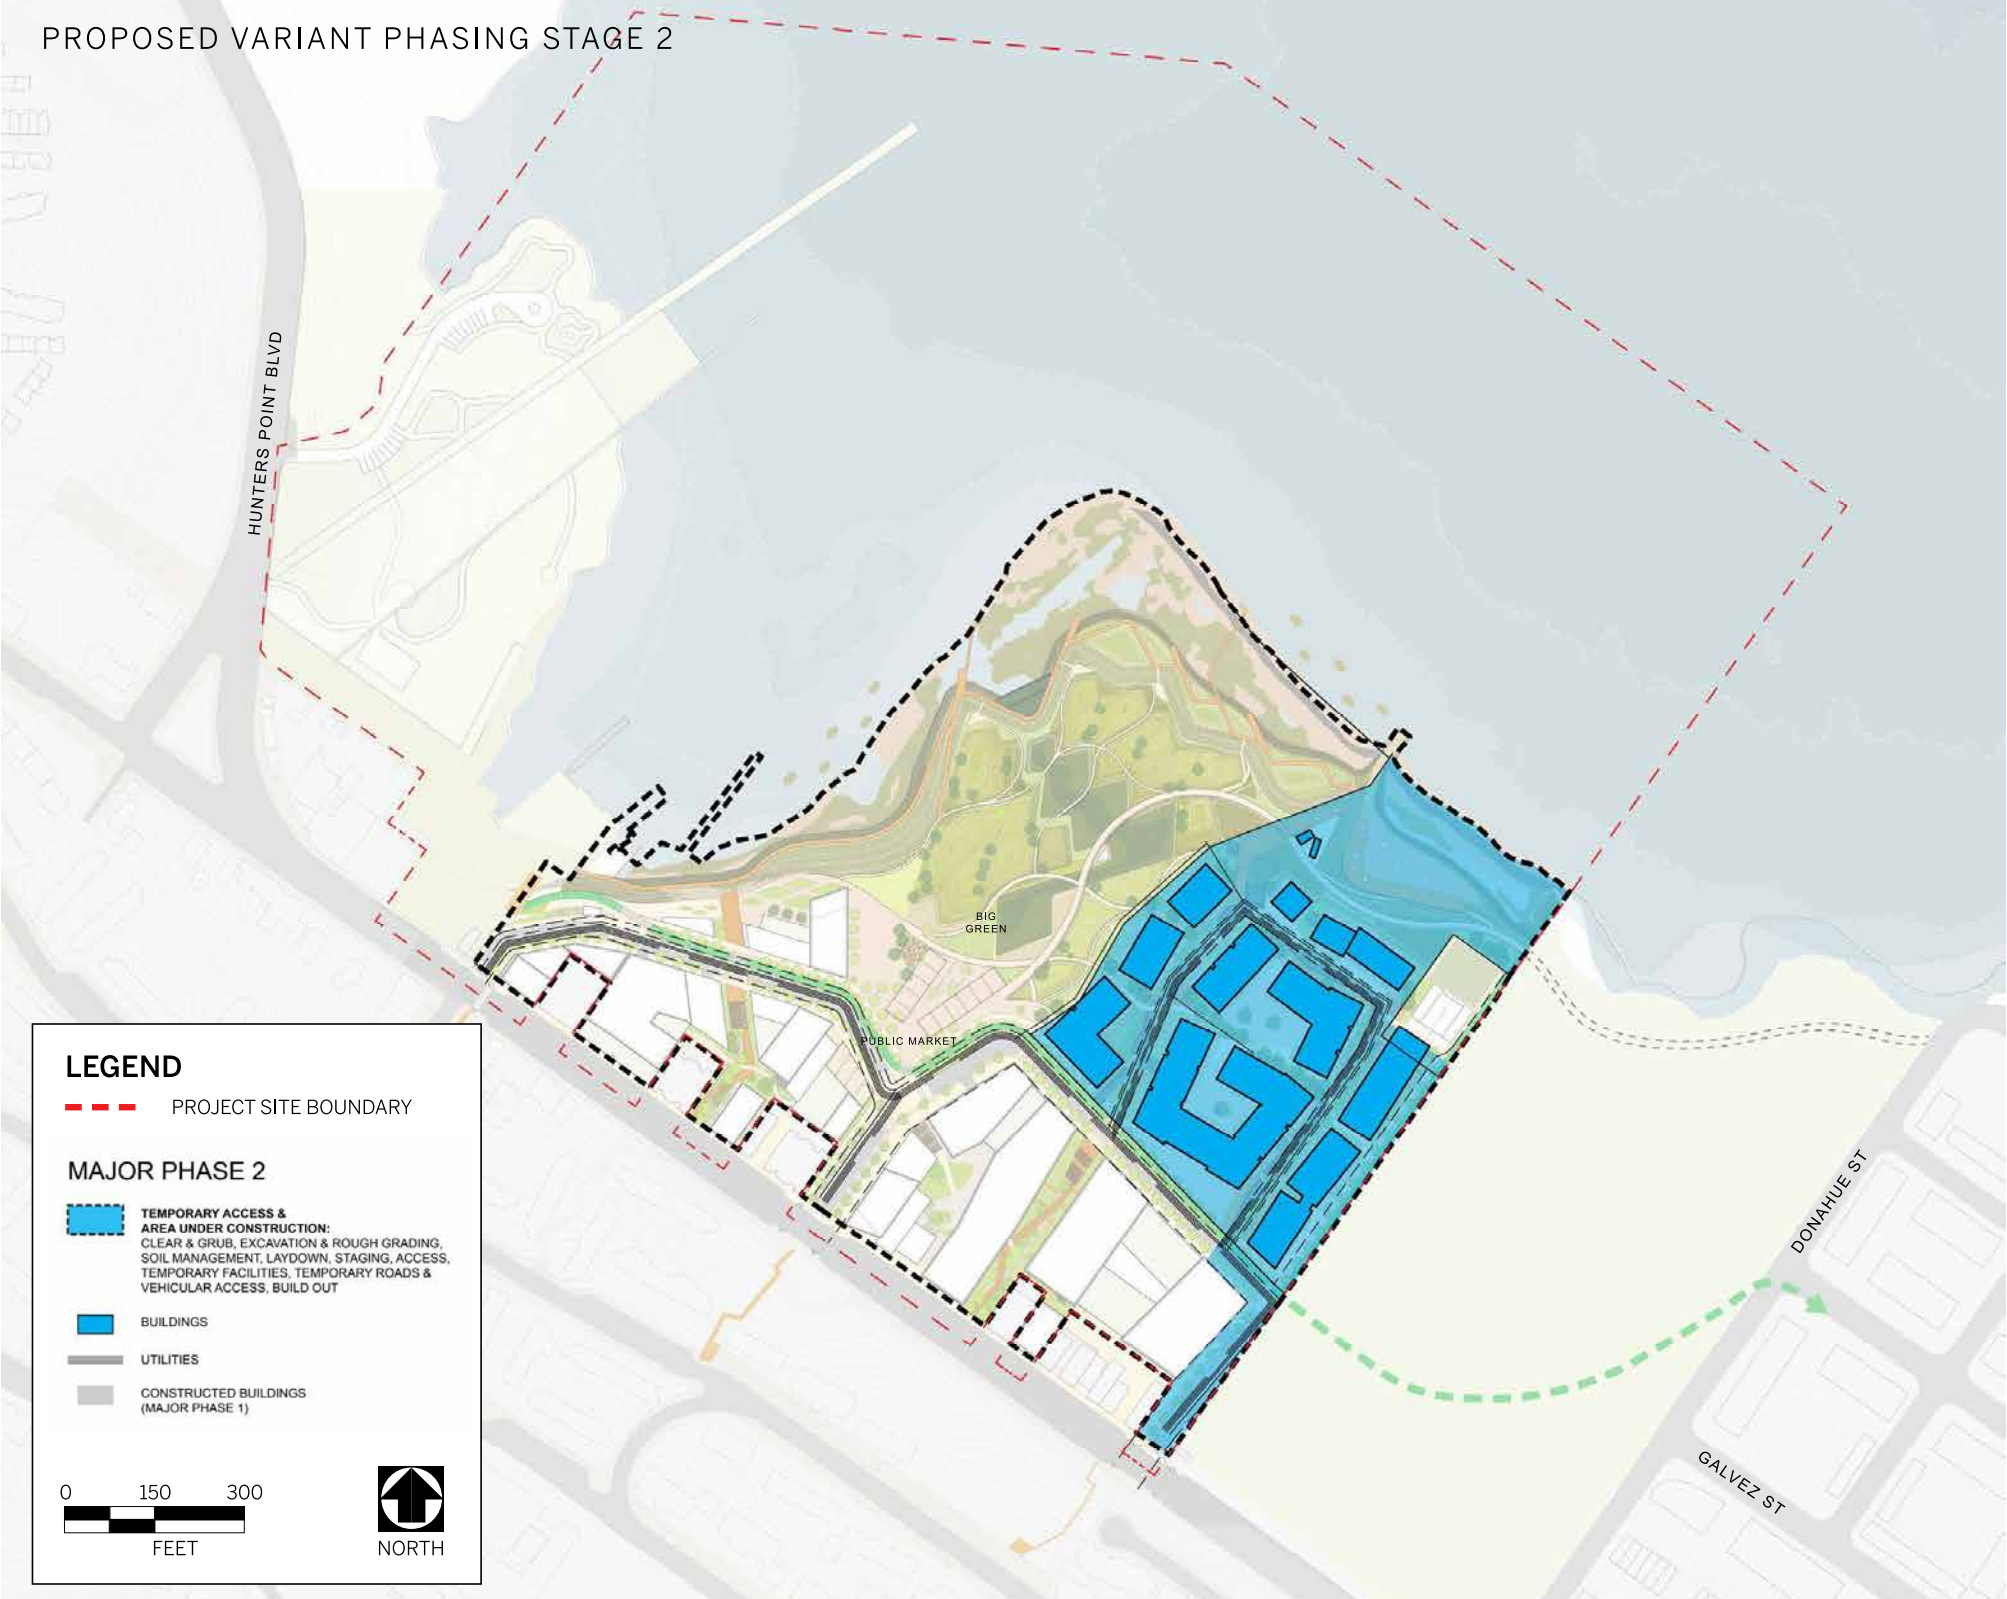 PROPOSED VARIANT PHASING STAGE 2
HUNTERS POINT BLVD
BIG
GREEN
PUBLIC MARKET
DONAHUE ST
GALVEZ ST
LEGEND
PROJECT SITE BOUNDARY
MAJOR PHASE 2
TEMPORARY ACCESS &
AREA UNDER CONSTRUCTION:
CLEAR & GRUB, EXCAVATION & ROUGH GRADING,
SOIL MANAGEMENT, LAYDOWN, STAGING, ACCESS,
TEMPORARY FACILITIES, TEMPORARY ROADS &
VEHICULAR ACCESS, BUILD OUT
BUILDINGS
UTILITIES
CONSTRUCTED BUILDINGS
(MAJOR PHASE 1)
0 150 300
FEET
NORTH